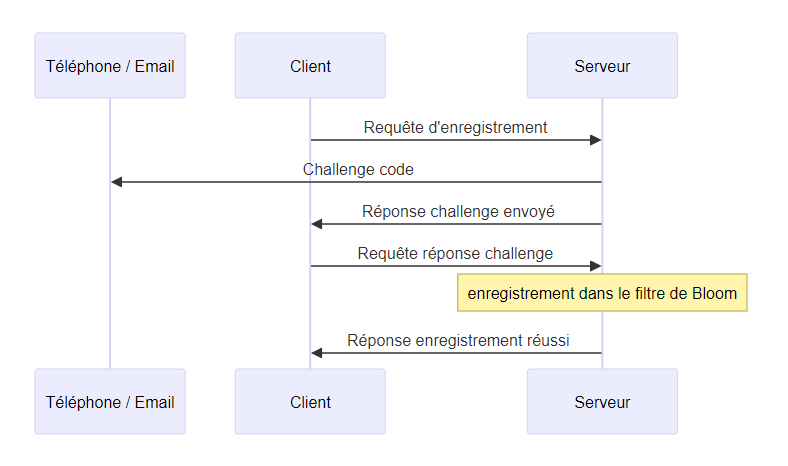 Téléphone / Email
Client
Serveur
Requête d'enregistrement
Challenge code
Réponse challenge envoyé
Requête réponse challenge
enregistrement dans le filtre de Bloom
Réponse enregistrement réussi
Téléphone / Email
Client
Serveur